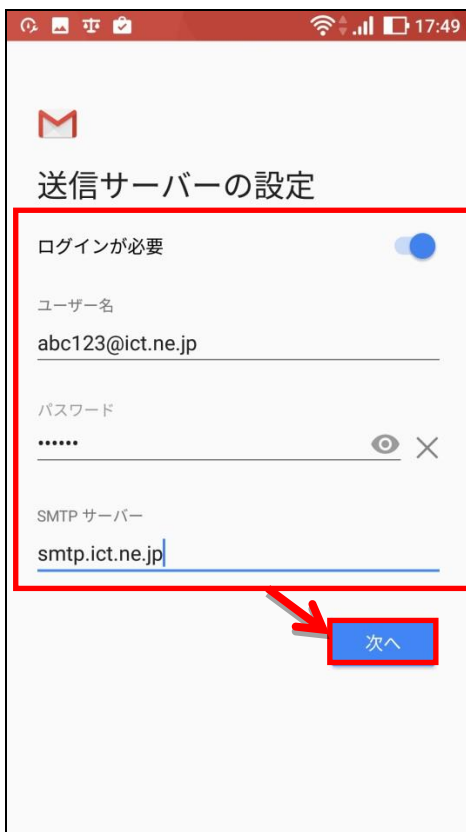 17:49
送信サーバーの設定
ログインが必要
ユーザー名
abc123@ict.ne.jp
パスワード
••••••
SMTP サーバー
smtp.ict.ne.jp
次へ